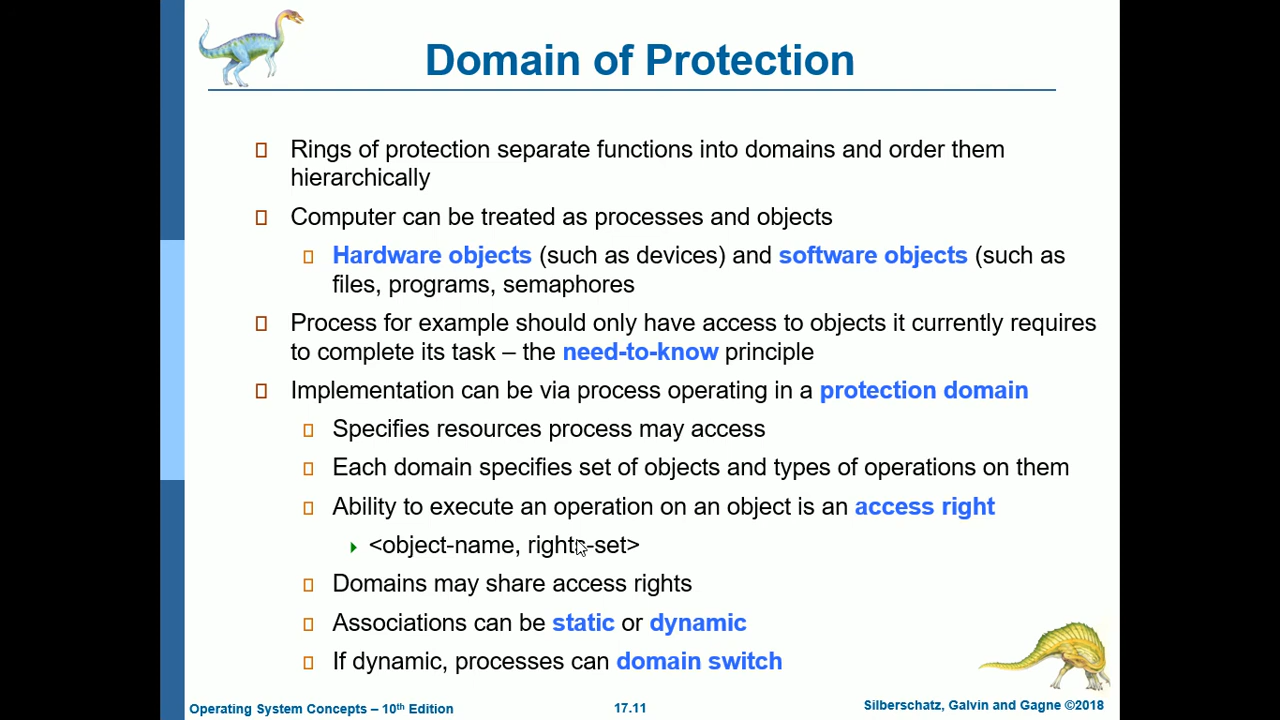 Domain of Protection
Rings of protection separate functions into domains and order them
hierarchically
Computer can be treated as processes and objects
Hardware objects (such as devices) and software objects (such as
files, programs, semaphores
Process for example should only have access to objects it currently requires
to complete its task – the need-to-know principle
Implementation can be via process operating in a protection domain
Specifies resources process may access
Each domain specifies set of objects and types of operations on them
Ability to execute an operation on an object is an access right
<object-name, rights-set>
Domains may share access rights
Associations can be static or dynamic
If dynamic, processes can domain switch
Operating System Concepts – 10th Edition
17.11
Silberschatz, Galvin and Gagne ©2018